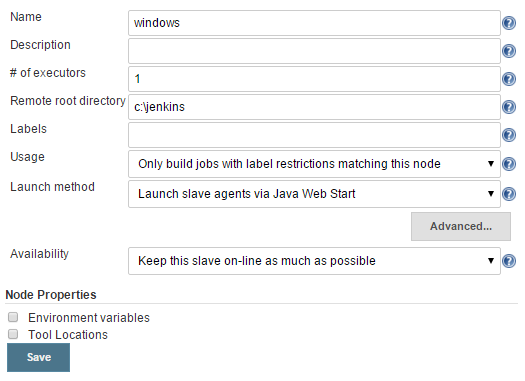 Name windows
Description
# of executors 1
Remote root directory c:\jenkins
Labels
Usage Only build jobs with label restrictions matching this node
Launch method Launch slave agents via Java Web Start
Advanced...
Availability Keep this slave on-line as much as possible
Node Properties
Environment variables
Tool Locations
Save